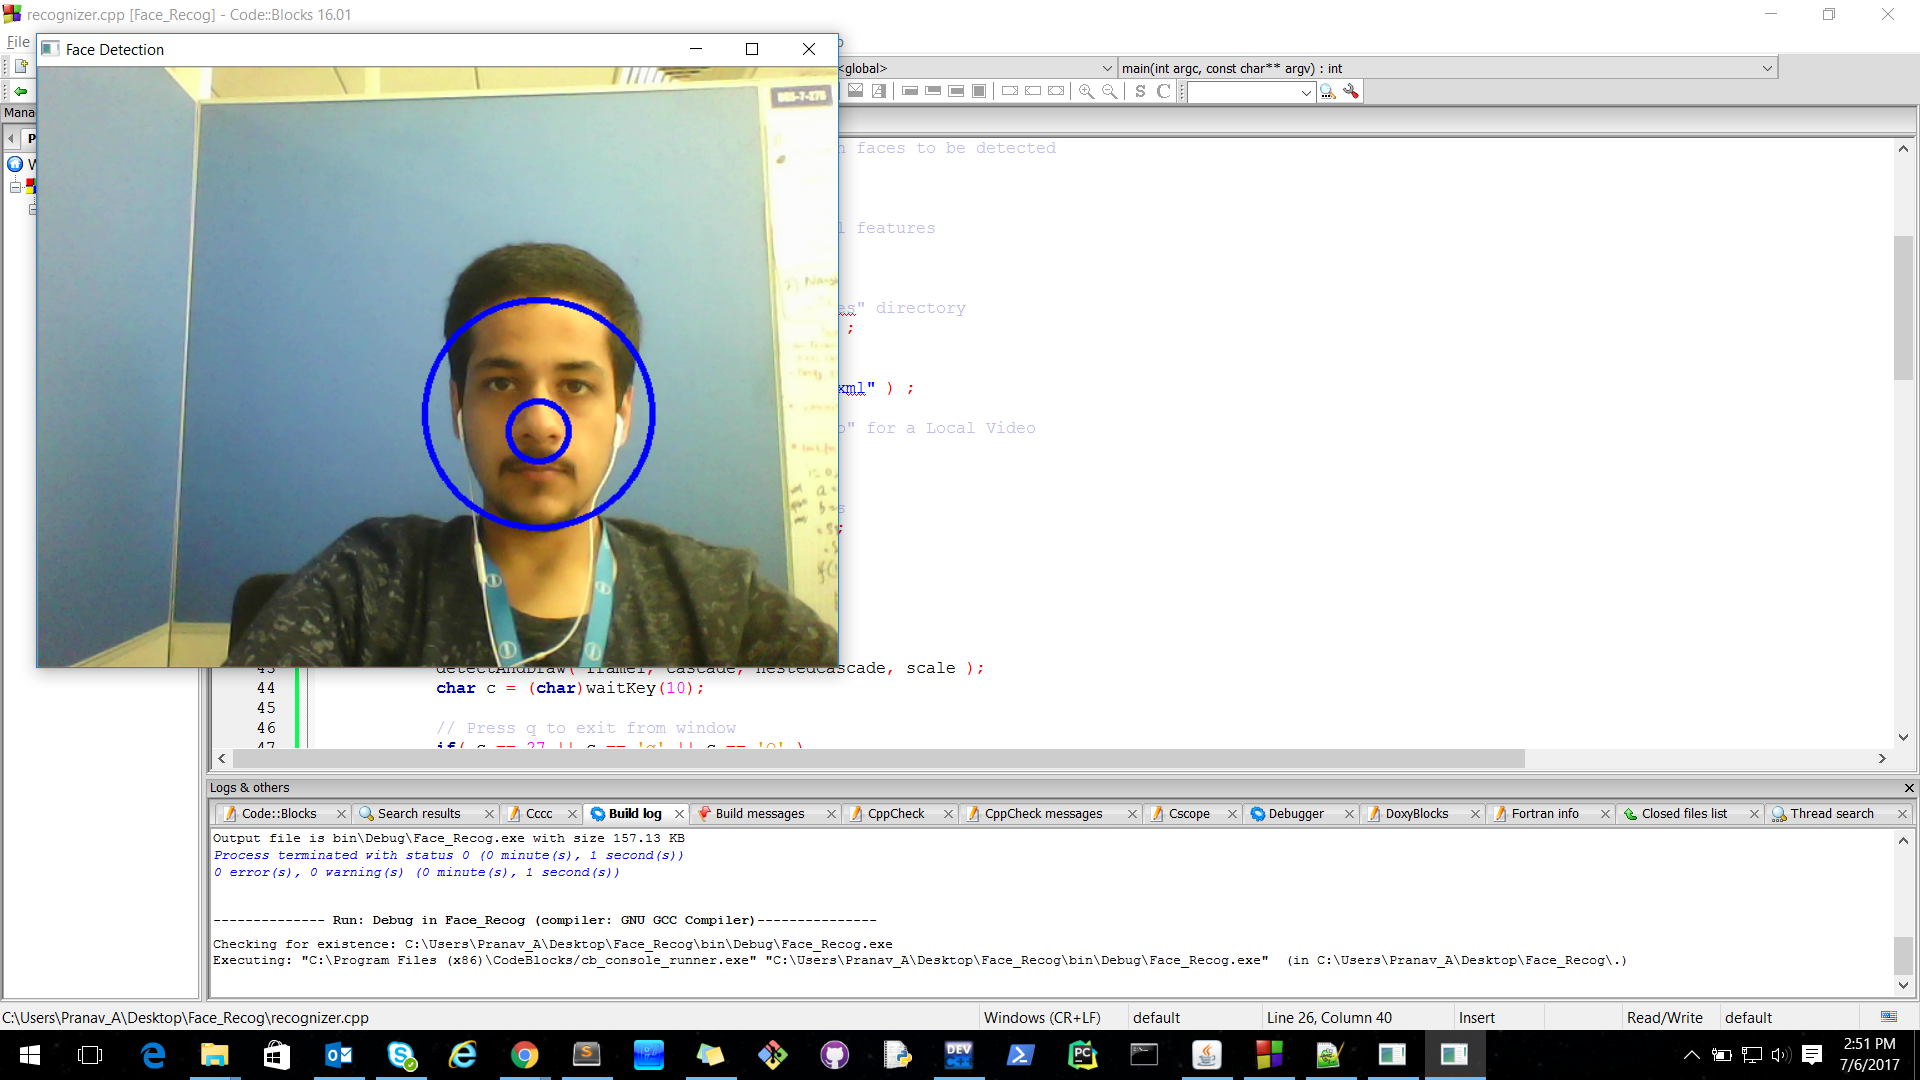 recognizer.cpp [Face_Recog] - Code::Blocks 16.01
File
Face Detection
<global>
main(int argc, const char** argv) : int
S C
Mana
P
W
faces to be detected
features
es" directory
;
xml" ) ;
" for a Local Video
s
;
43 detectAndDraw( frame1, cascade, nestedCascade, scale );
44 char c = (char)waitKey(10);
45
46 // Press q to exit from window
47 if( c == 27 || c == 'q' || c == 'Q' )
Logs & others
Code::Blocks
Search results
Cccc
Build log
Build messages
CppCheck
CppCheck messages
Cscope
Debugger
DoxyBlocks
Fortran info
Closed files list
Thread search
Output file is bin\Debug\Face_Recog.exe with size 157.13 KB
Process terminated with status 0 (0 minute(s), 1 second(s))
0 error(s), 0 warning(s) (0 minute(s), 1 second(s))
-------------- Run: Debug in Face_Recog (compiler: GNU GCC Compiler)---------------
Checking for existence: C:\Users\Pranav_A\Desktop\Face_Recog\bin\Debug\Face_Recog.exe
Executing: "C:\Program Files (x86)\CodeBlocks/cb_console_runner.exe" "C:\Users\Pranav_A\Desktop\Face_Recog\bin\Debug\Face_Recog.exe"  (in C:\Users\Pranav_A\Desktop\Face_Recog\.)
C:\Users\Pranav_A\Desktop\Face_Recog\recognizer.cpp
Windows (CR+LF)
default
Line 26, Column 40
Insert
Read/Write
default
2:51 PM
7/6/2017